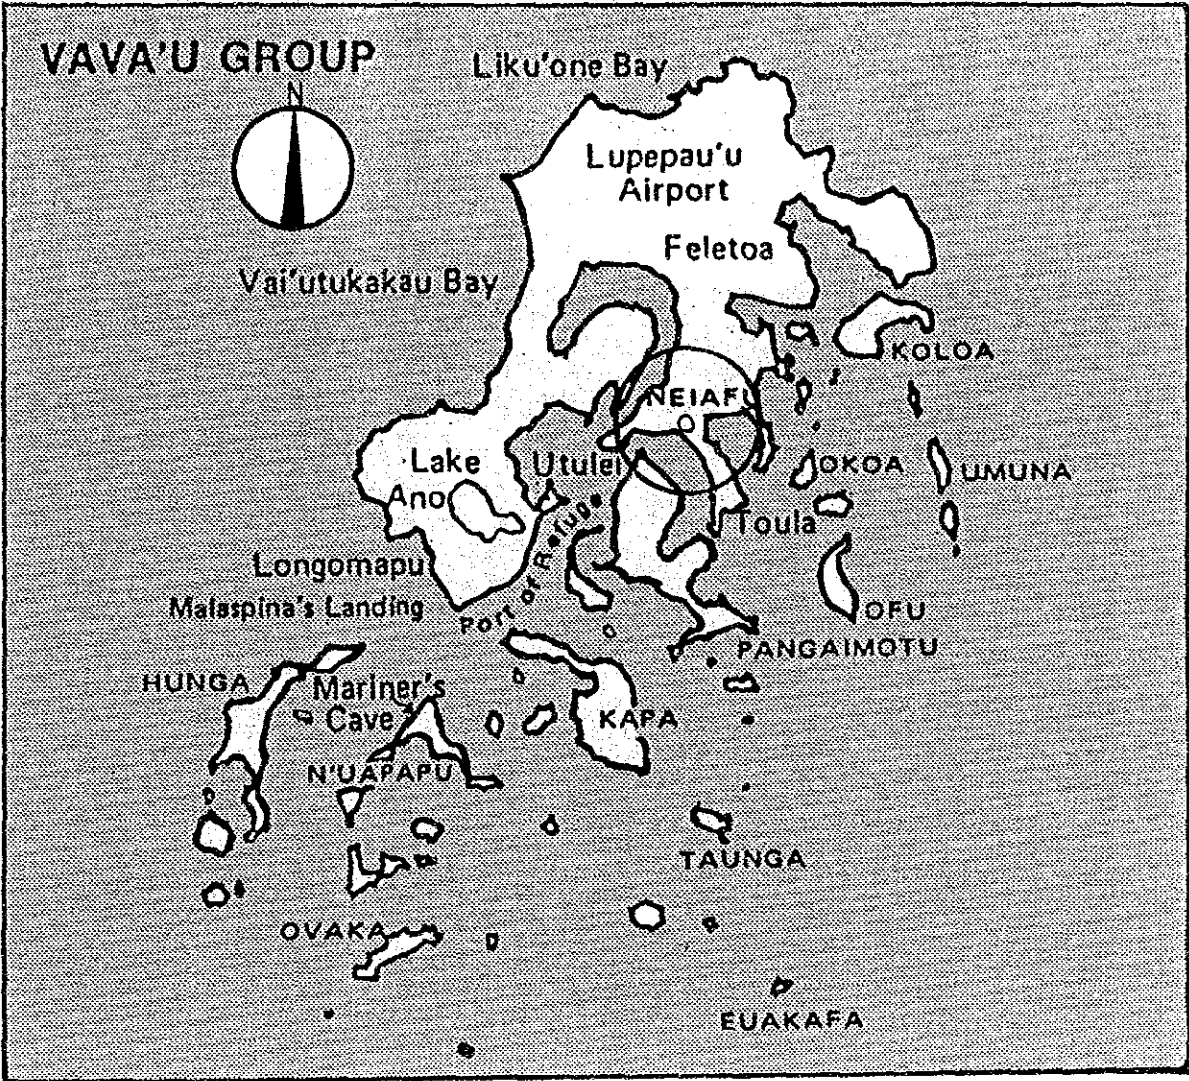 VAVA'U GROUP
N
Liku'one Bay
Lupepau'u
Airport
Feletoa
Vai'utukakau Bay
KOLOA
NEIAFU
Lake
Ano
Utulei
OKOA
UMUNA
Toula
Port of Refuge
Longomapu
Malaspina's Landing
OFU
PANGAIMOTU
HUNGA
Mariner's
Cave
KAPA
N'UAPAPU
TAUNGA
OVAKA
EUAKAFA